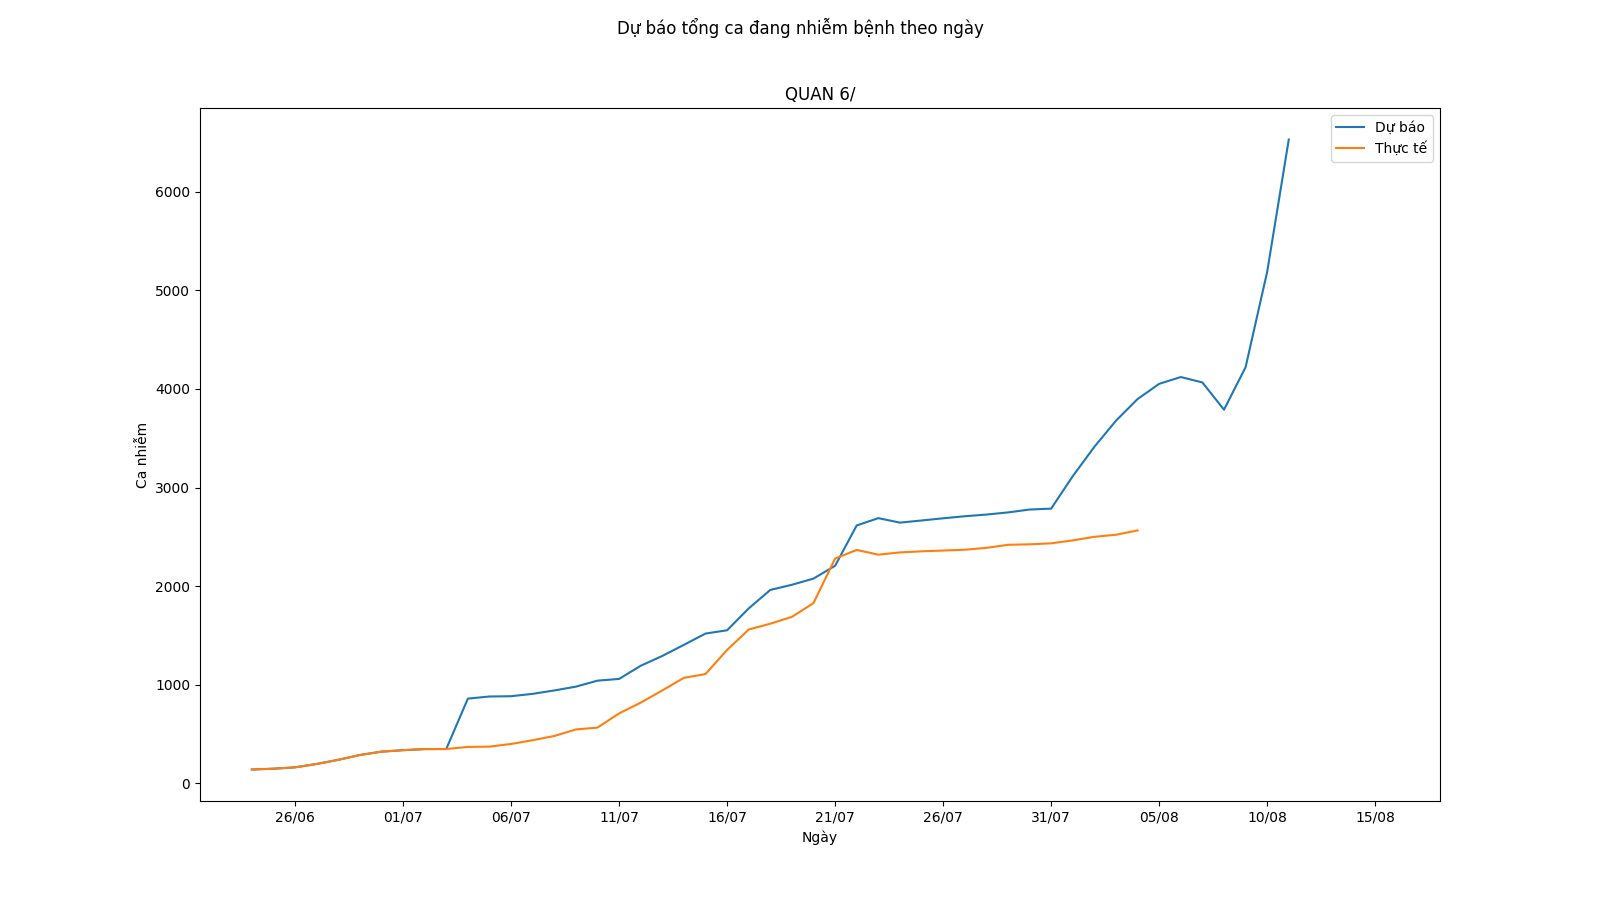 Dự báo tổng ca đang nhiễm bệnh theo ngày
QUAN 6/
Dự báo
Thực tế
6000
5000
4000
3000
2000
1000
0
Ca nhiễm
26/06 01/07 06/07 11/07 16/07 21/07 26/07 31/07 05/08 10/08 15/08
Ngày